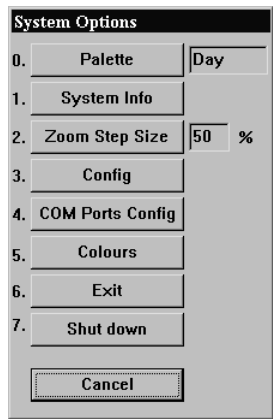 System Options
0. Palette Day
1. System Info
2. Zoom Step Size 50 %
3. Config
4. COM Ports Config
5. Colours
6. Exit
7. Shut down
Cancel